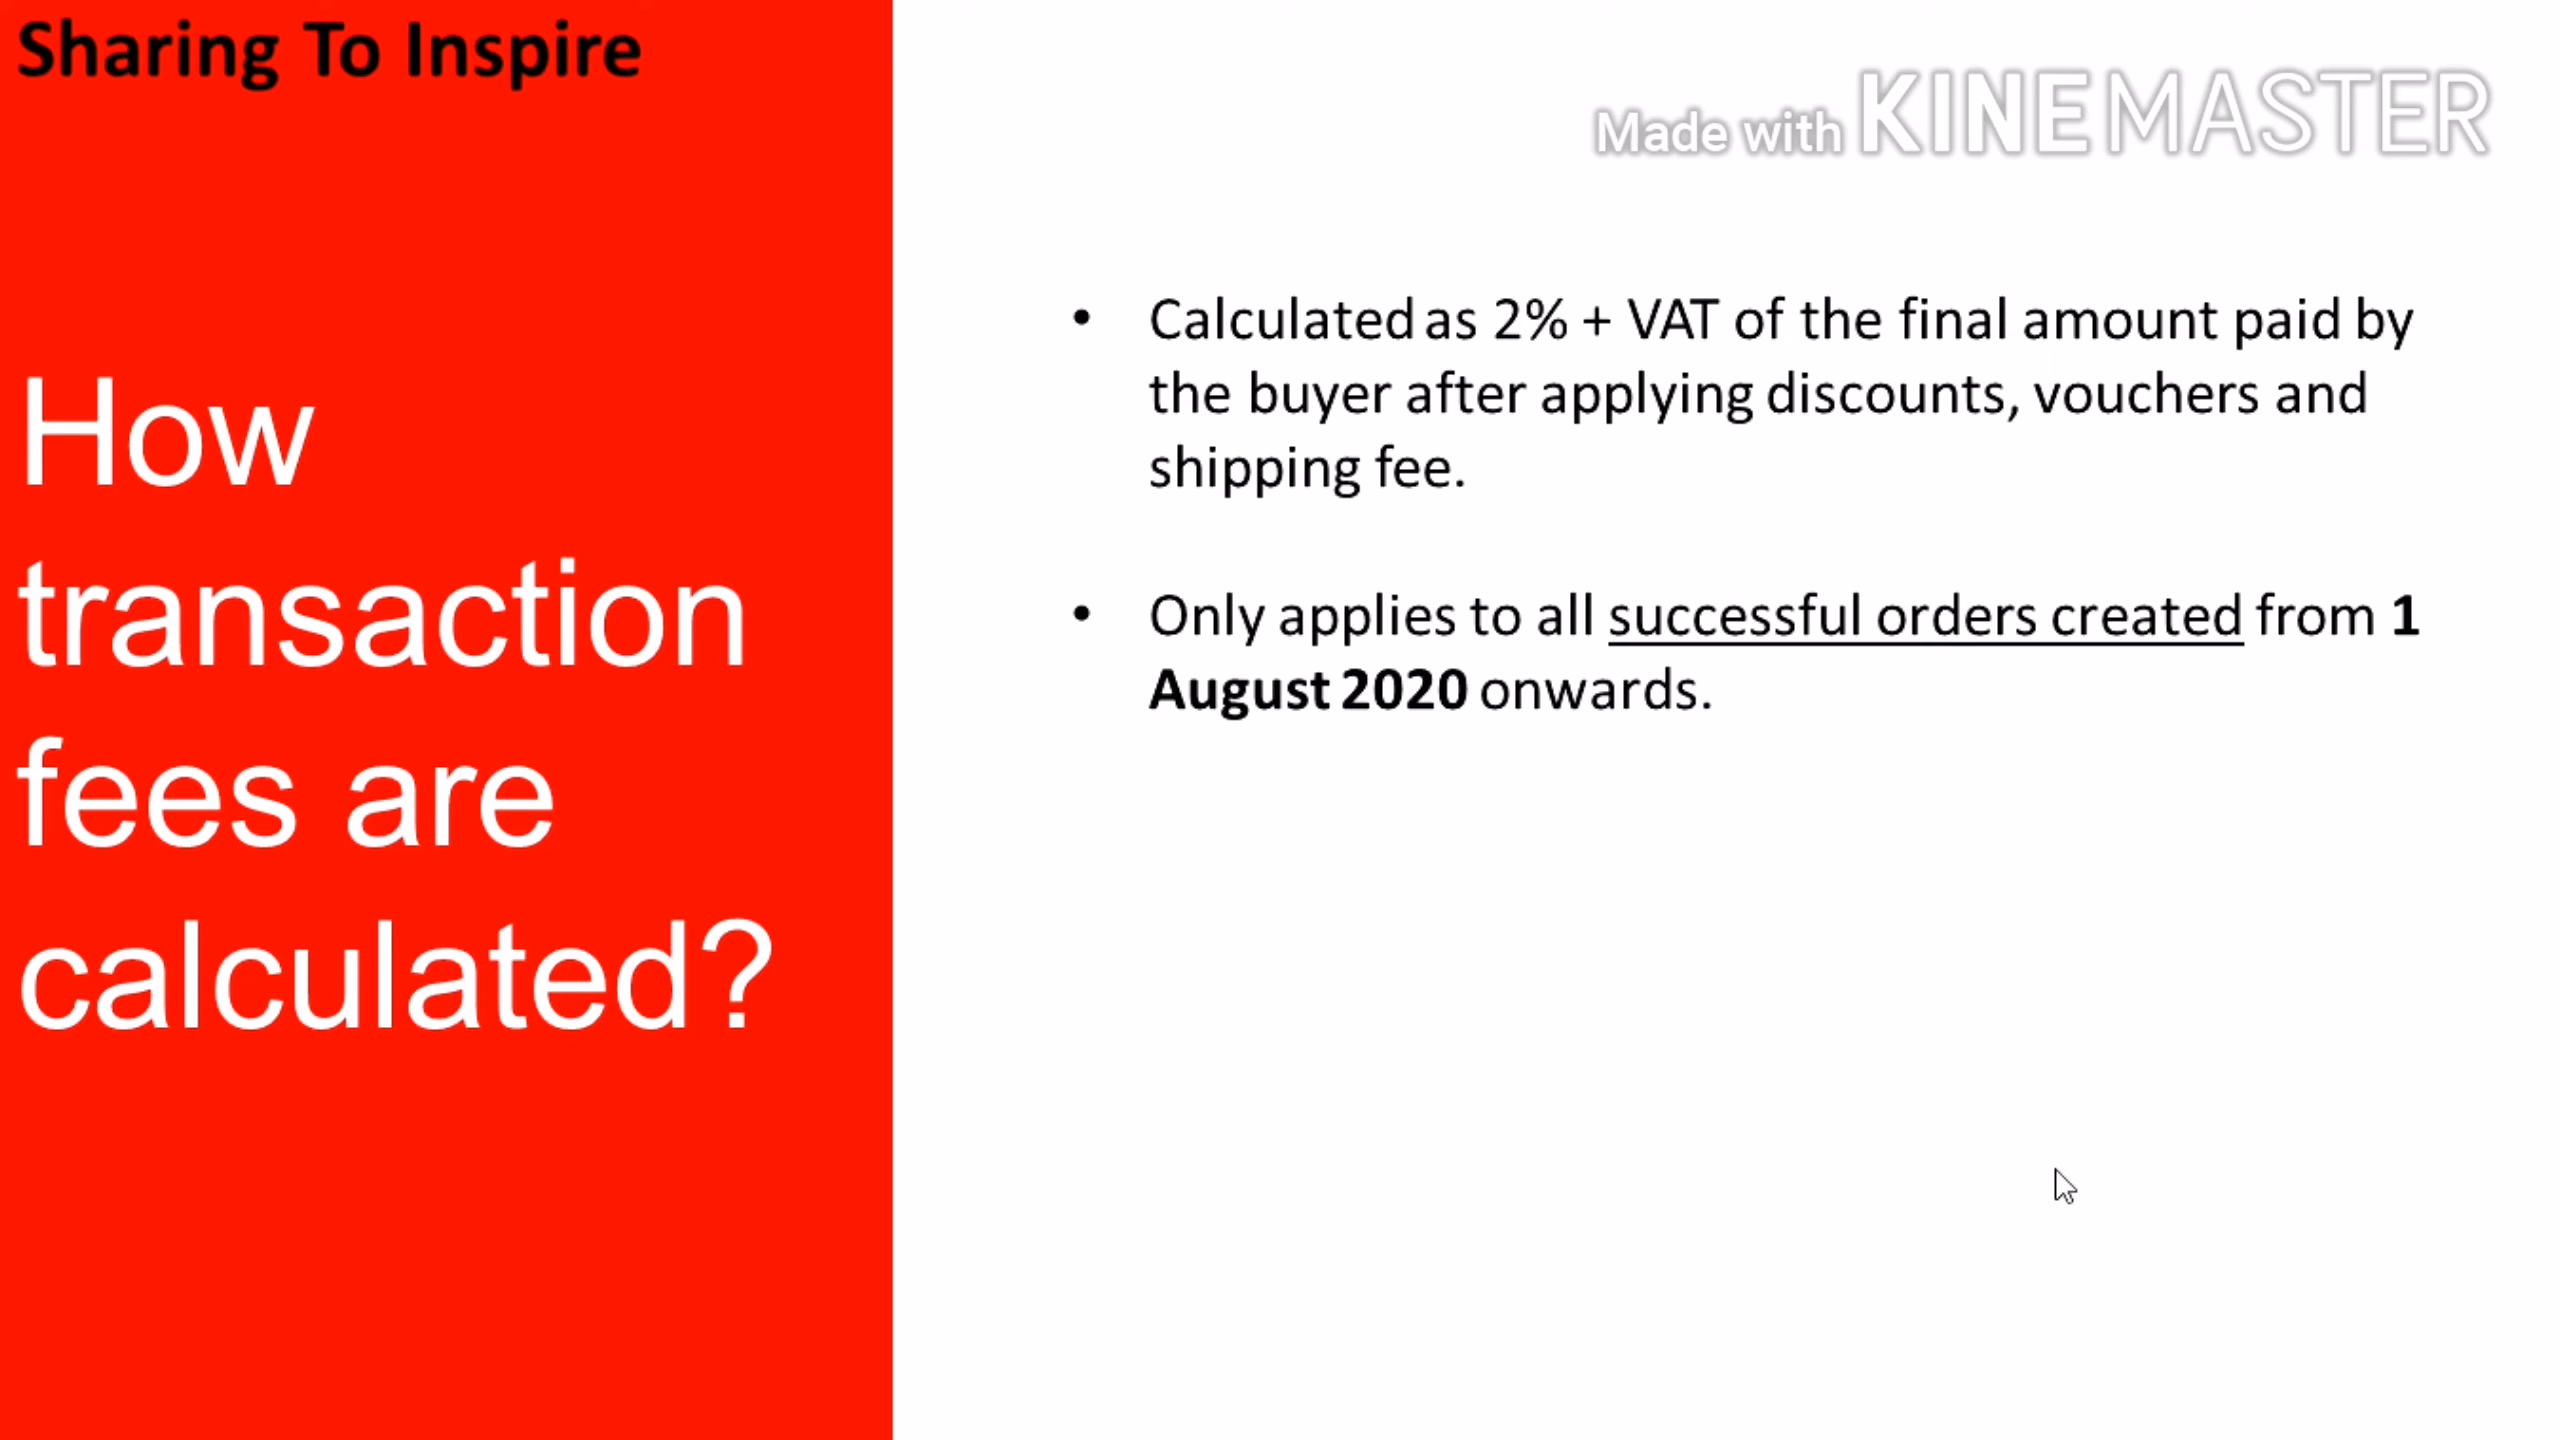 Sharing To Inspire
Made with KINEMASTER
How
transaction
fees are
calculated?
• Calculated as 2% + VAT of the final amount paid by
the buyer after applying discounts, vouchers and
shipping fee.
• Only applies to all successful orders created from 1
August 2020 onwards.